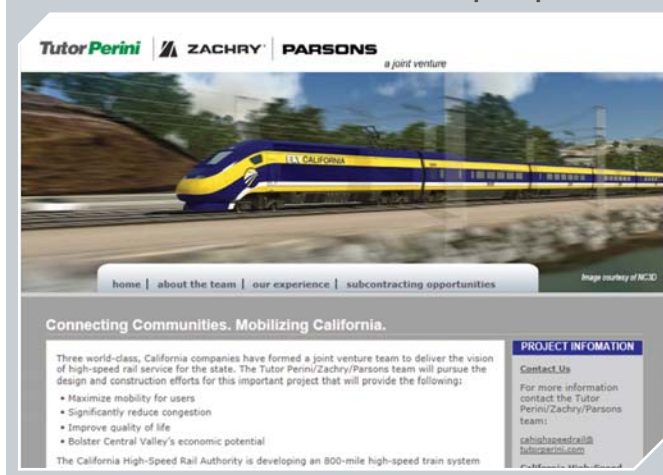 Tutor Perini ZACHRY PARSONS
a joint venture
CALIFORNIA
home | about the team | our experience | subcontracting opportunities
Image courtesy of NC3D
Connecting Communities. Mobilizing California.
Three world-class, California companies have formed a joint venture team to deliver the vision
of high-speed rail service for the state. The Tutor Perini/Zachry/Parsons team will pursue the
design and construction efforts for this important project that will provide the following:
• Maximize mobility for users
• Significantly reduce congestion
• Improve quality of life
• Bolster Central Valley's economic potential
The California High-Speed Rail Authority is developing an 800-mile high-speed train system
PROJECT INFOMATION
Contact Us
For more information
contact the Tutor
Perini/Zachry/Parsons
team:
cahighspeedrail@
tutorperini.com
California High-Speed